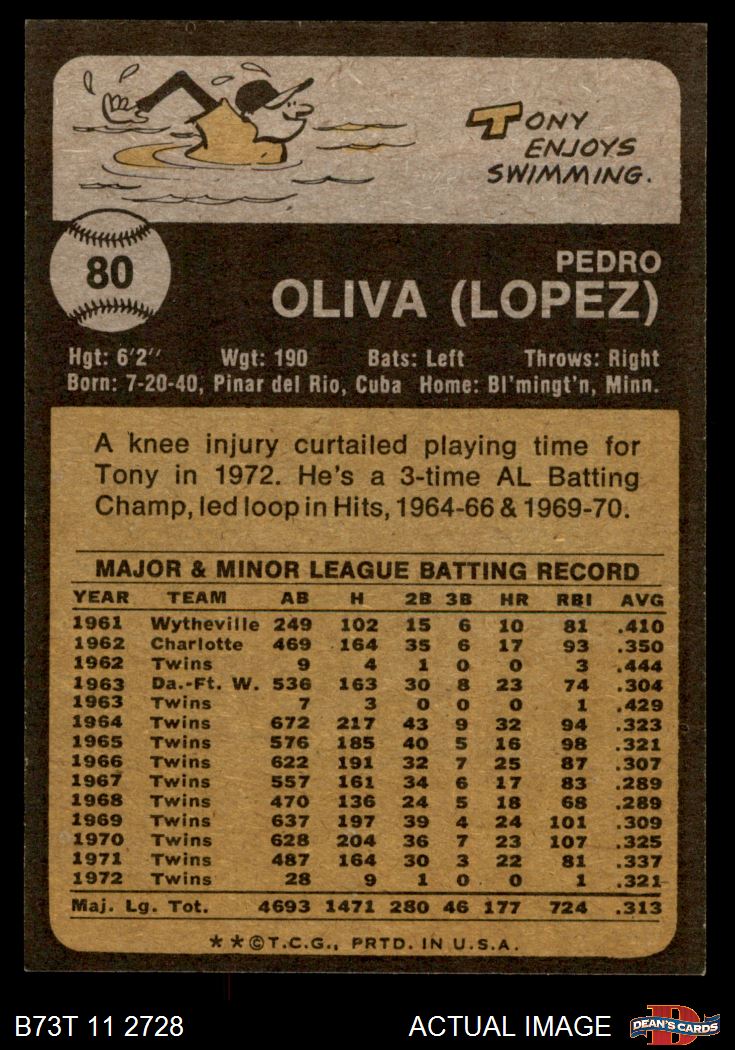 TONY
ENJOYS
SWIMMING.
80
PEDRO
OLIVA (LOPEZ)
Hgt: 6'2" Wgt: 190 Bats: Left Throws: Right
Born: 7-20-40, Pinar del Rio, Cuba Home: Bl'mingt'n, Minn.
A knee injury curtailed playing time for
Tony in 1972. He's a 3-time AL Batting
Champ, led loop in Hits, 1964-66 & 1969-70.
MAJOR & MINOR LEAGUE BATTING RECORD
YEAR TEAM AB H 2B 3B HR RBI AVG
1961 Wytheville 249 102 15 6 10 81 .410
1962 Charlotte 469 164 35 6 17 93 .350
1962 Twins 9 4 1 0 0 3 .444
1963 Da.-Ft. W. 536 163 30 8 23 74 .304
1963 Twins 7 3 0 0 0 1 .429
1964 Twins 672 217 43 9 32 94 .323
1965 Twins 576 185 40 5 16 98 .321
1966 Twins 622 191 32 7 25 87 .307
1967 Twins 557 161 34 6 17 83 .289
1968 Twins 470 136 24 5 18 68 .289
1969 Twins 637 197 39 4 24 101 .309
1970 Twins 628 204 36 7 23 107 .325
1971 Twins 487 164 30 3 22 81 .337
1972 Twins 28 9 1 0 0 1 .321
Maj. Lg. Tot. 4693 1471 280 46 177 724 .313
* * © T.C.G., PRTD. IN U.S.A.
B73T 11 2728 ACTUAL IMAGE D DEAN'S CARDS